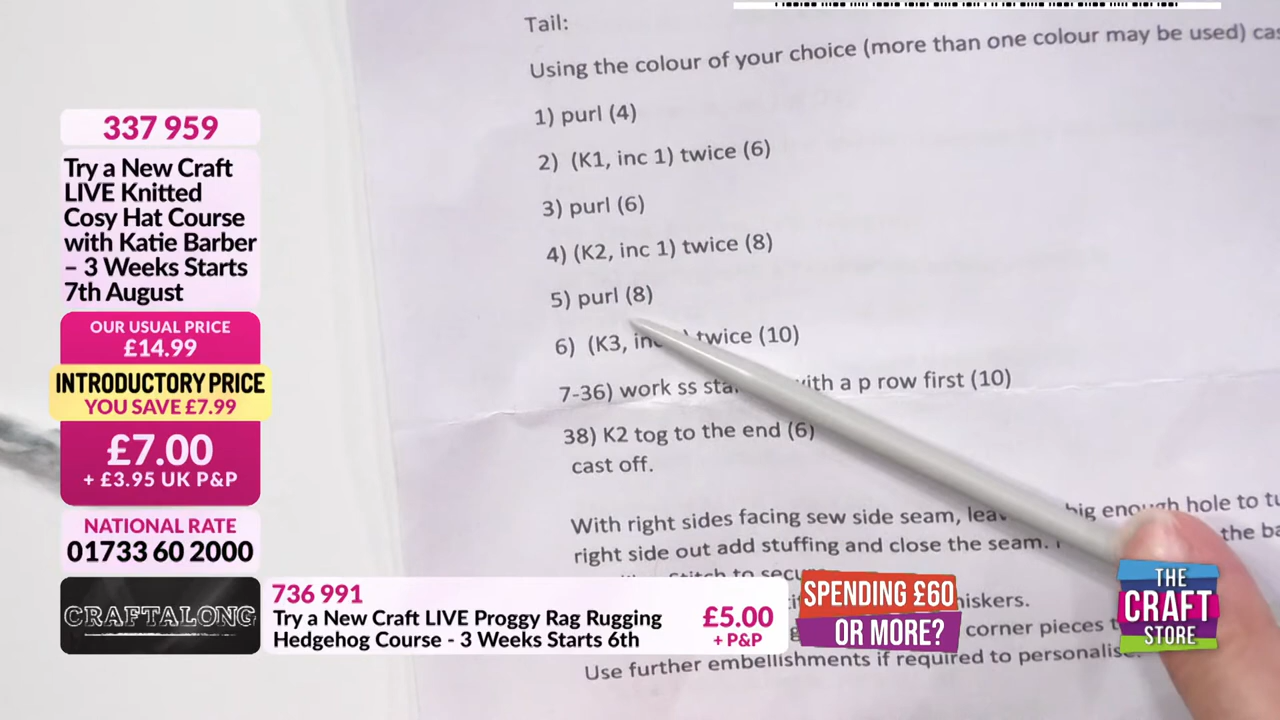 Tail:
Using the colour of your choice (more than one colour may be used)
1) purl (4)
2) (K1, inc 1) twice (6)
3) purl (6)
4) (K2, inc 1) twice (8)
5) purl (8)
6) (K3, twice (10)
7-36) work ss with a p row first (10)
38) K2 tog to the end (6)
cast off.
With right sides facing sew side seam, big enough hole to
right side out add stuffing and close the seam. the
to
corner pieces
Use further embellishments if required to personalise.
337 959
Try a New Craft
LIVE Knitted
Cosy Hat Course
with Katie Barber
– 3 Weeks Starts
7th August
OUR USUAL PRICE
£14.99
INTRODUCTORY PRICE
YOU SAVE £7.99
£7.00
+ £3.95 UK P&P
NATIONAL RATE
01733 60 2000
CRAFTALONG
736 991
Try a New Craft LIVE Proggy Rag Rugging
Hedgehog Course - 3 Weeks Starts 6th
£5.00
+ P&P
SPENDING £60
OR MORE?
THE
CRAFT
STORE